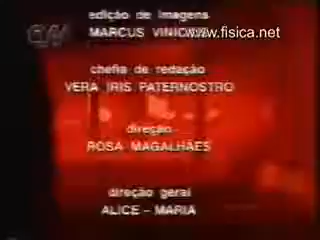 edição de imagens
MARCUS VINICIUS
www.fisica.net
chefia de redação
VERA IRIS PATERNOSTRO
direção
ROSA MAGALHÃES
direção geral
ALICE - MARIA